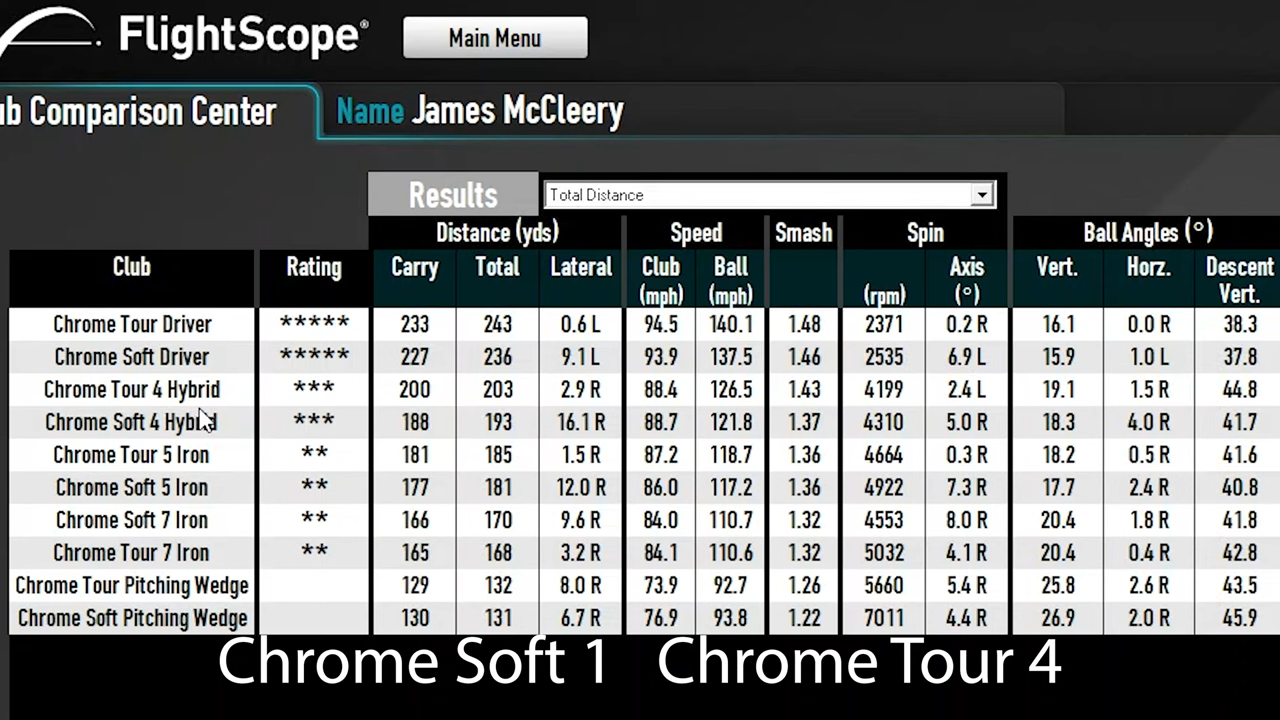 FlightScope® Main Menu
ub Comparison Center Name James McCleery
Results Total Distance
Distance (yds) Speed Smash Spin Ball Angles (°)
Club Rating Carry Total Lateral Club (mph) Ball (mph) (rpm) Axis (°) Vert. Horz. Descent Vert.
Chrome Tour Driver ***** 233 243 0.6 L 94.5 140.1 1.48 2371 0.2 R 16.1 0.0 R 38.3
Chrome Soft Driver ***** 227 236 9.1 L 93.9 137.5 1.46 2535 6.9 L 15.9 1.0 L 37.8
Chrome Tour 4 Hybrid *** 200 203 2.9 R 88.4 126.5 1.43 4199 2.4 L 19.1 1.5 R 44.8
Chrome Soft 4 Hybrid *** 188 193 16.1 R 88.7 121.8 1.37 4310 5.0 R 18.3 4.0 R 41.7
Chrome Tour 5 Iron ** 181 185 1.5 R 87.2 118.7 1.36 4664 0.3 R 18.2 0.5 R 41.6
Chrome Soft 5 Iron ** 177 181 12.0 R 86.0 117.2 1.36 4922 7.3 R 17.7 2.4 R 40.8
Chrome Soft 7 Iron ** 166 170 9.6 R 84.0 110.7 1.32 4553 8.0 R 20.4 1.8 R 41.8
Chrome Tour 7 Iron ** 165 168 3.2 R 84.1 110.6 1.32 5032 4.1 R 20.4 0.4 R 42.8
Chrome Tour Pitching Wedge 129 132 8.0 R 73.9 92.7 1.26 5660 5.4 R 25.8 2.6 R 43.5
Chrome Soft Pitching Wedge 130 131 6.7 R 76.9 93.8 1.22 7011 4.4 R 26.9 2.0 R 45.9
Chrome Soft 1 Chrome Tour 4